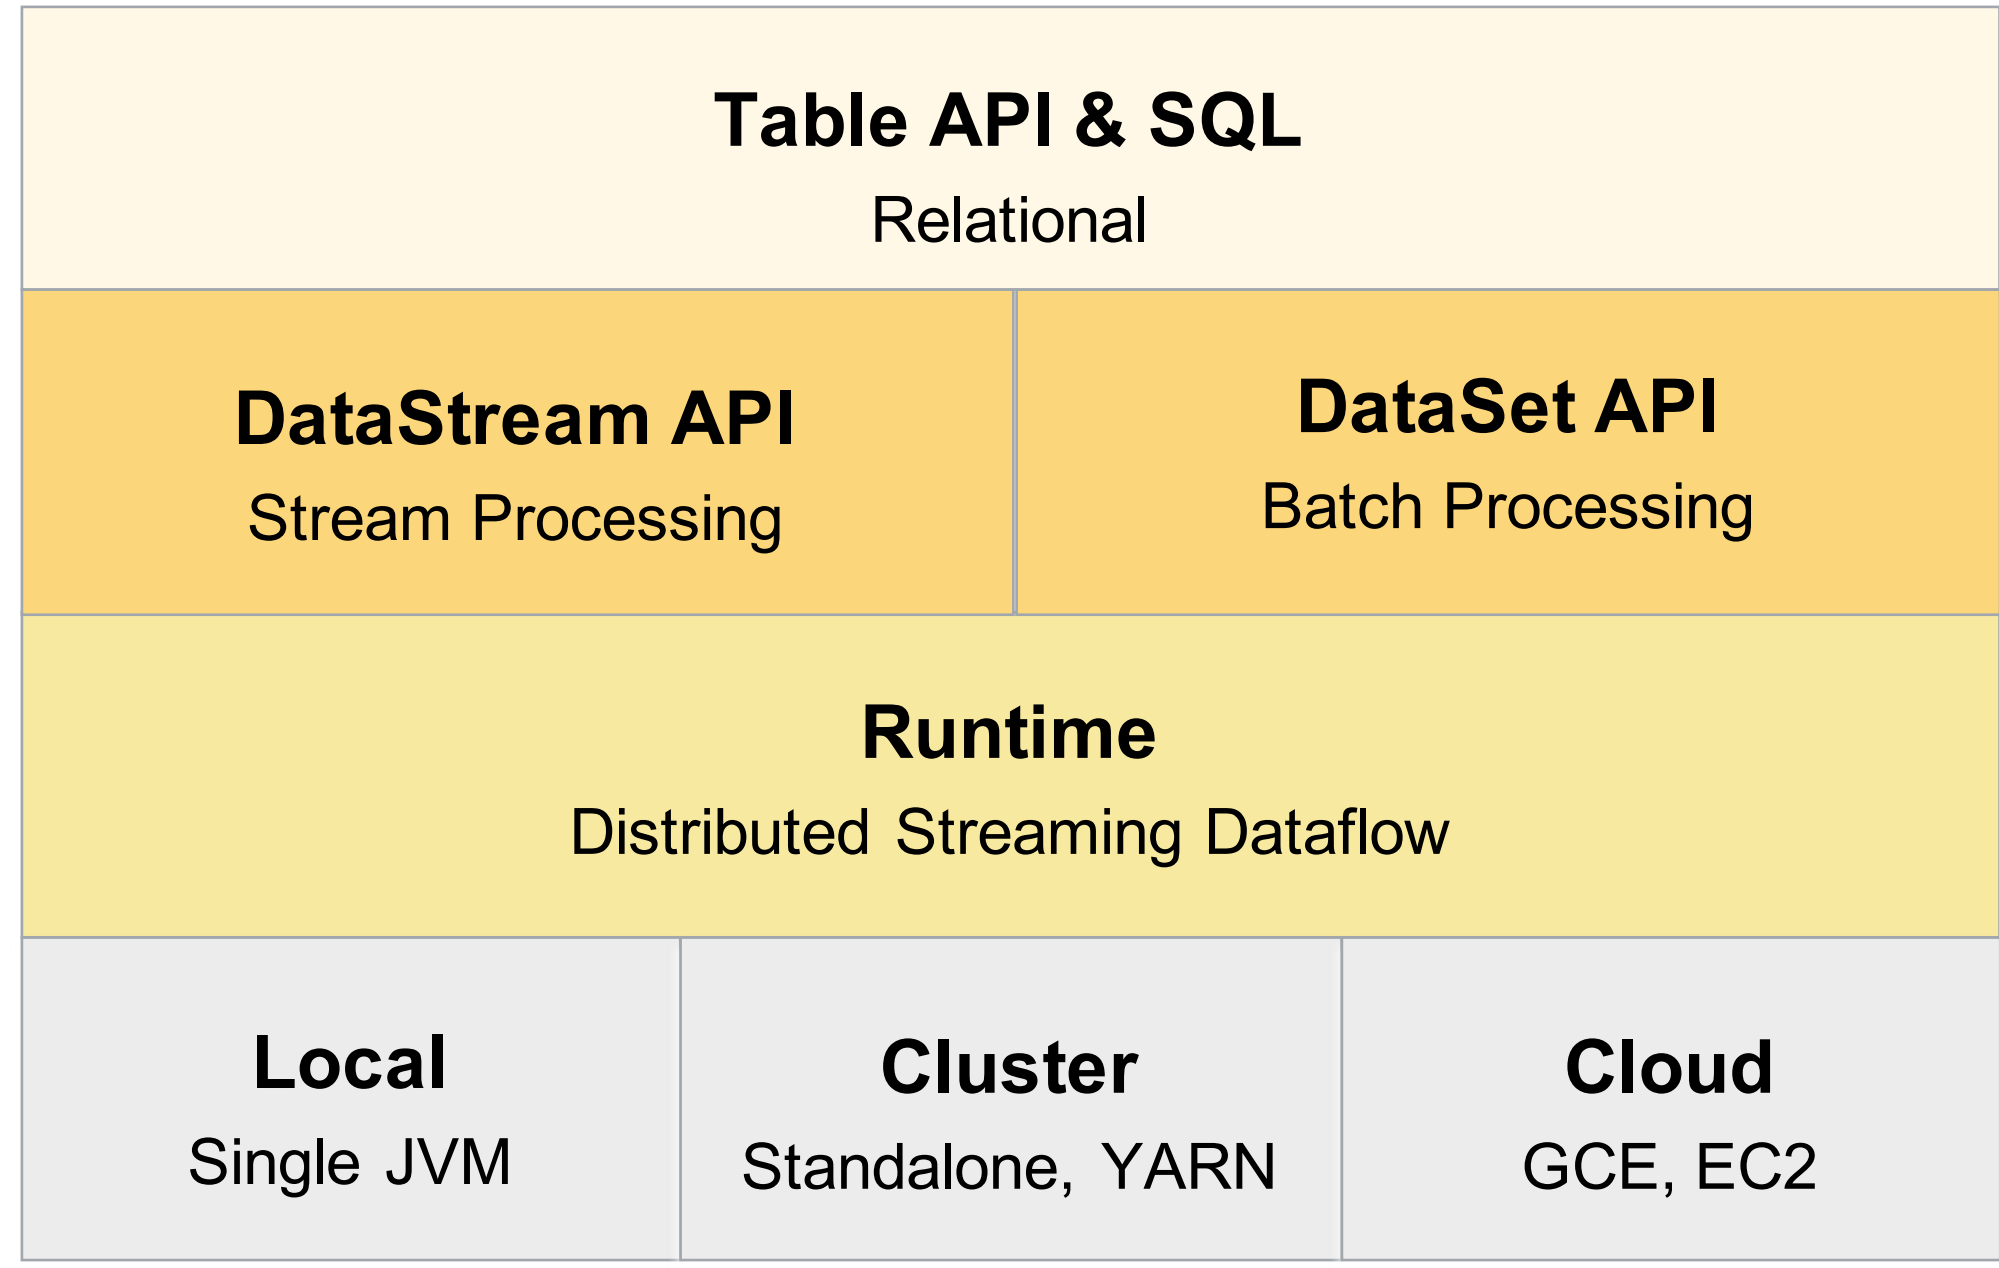 Table API & SQL
Relational
DataStream API
Stream Processing
DataSet API
Batch Processing
Runtime
Distributed Streaming Dataflow
Local
Single JVM
Cluster
Standalone, YARN
Cloud
GCE, EC2